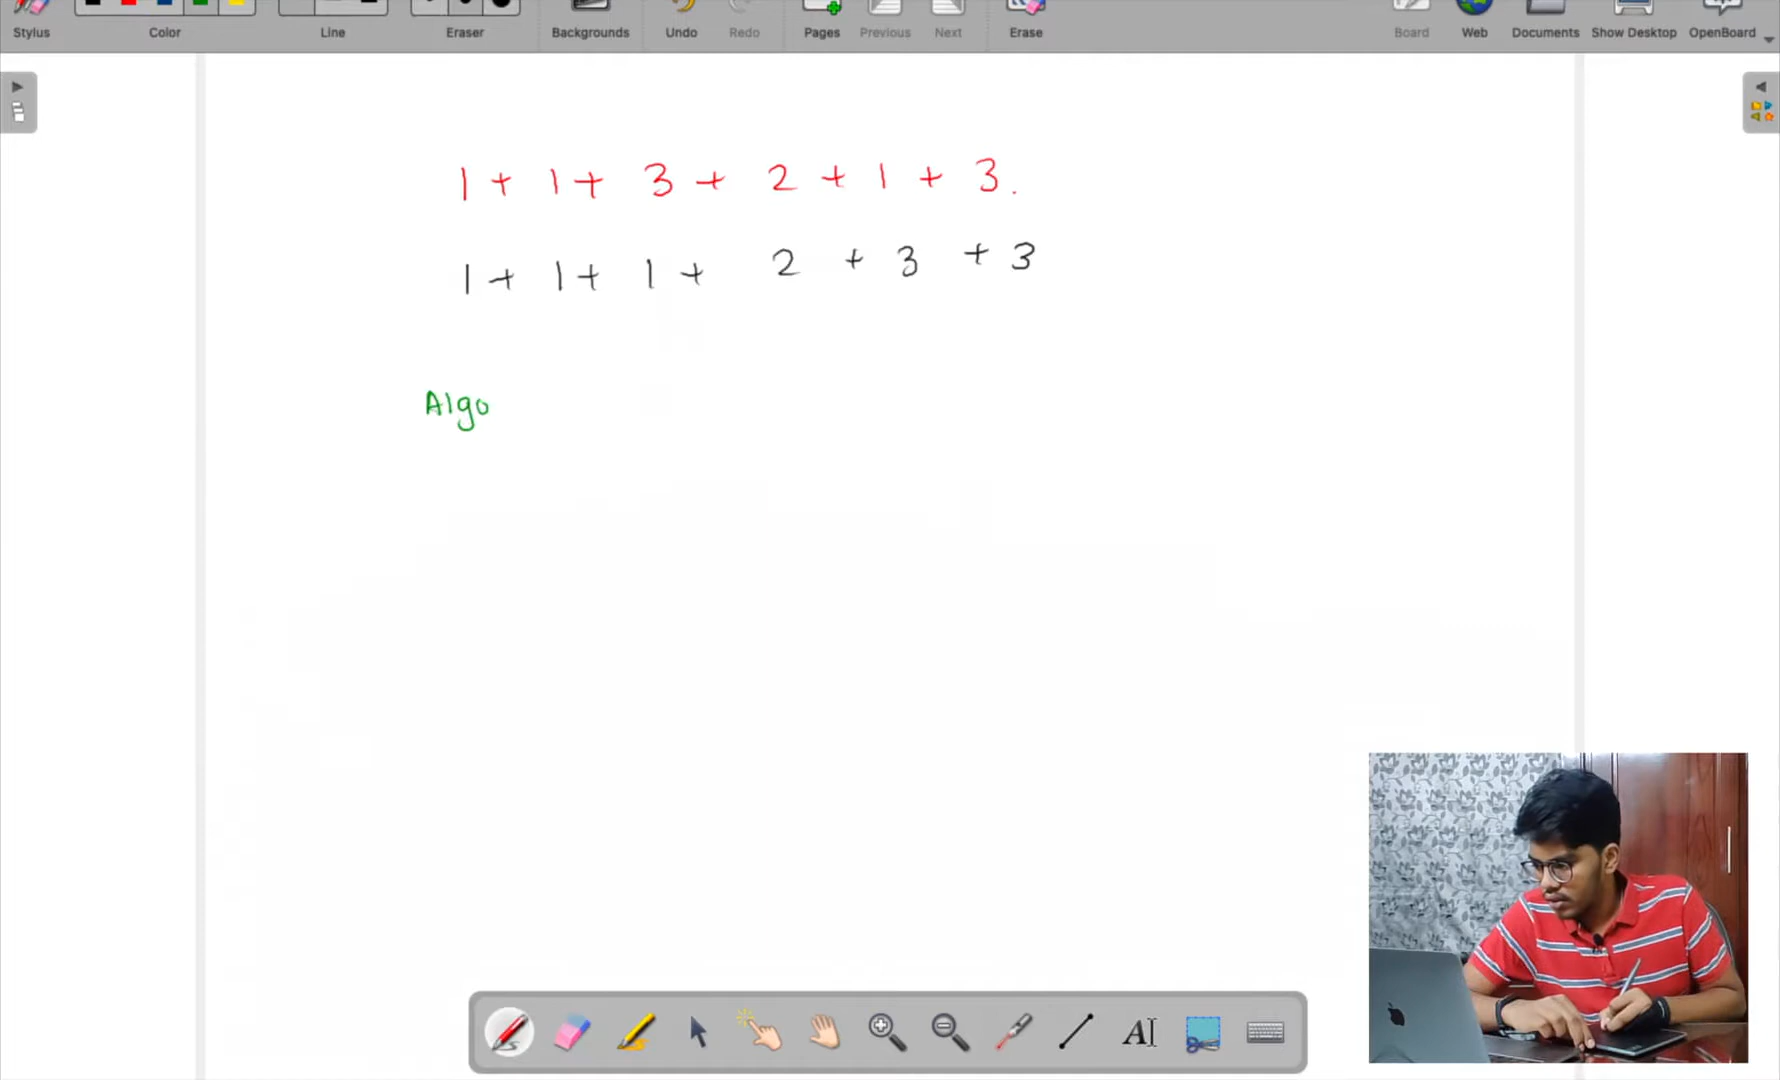 Stylus Color Line Eraser Backgrounds Undo Redo Pages Previous Next Erase Board Web Documents Show Desktop OpenBoard
1 + 1 + 3 + 2 + 1 + 3.
1 + 1 + 1 + 2 + 3 + 3
Algo
AI